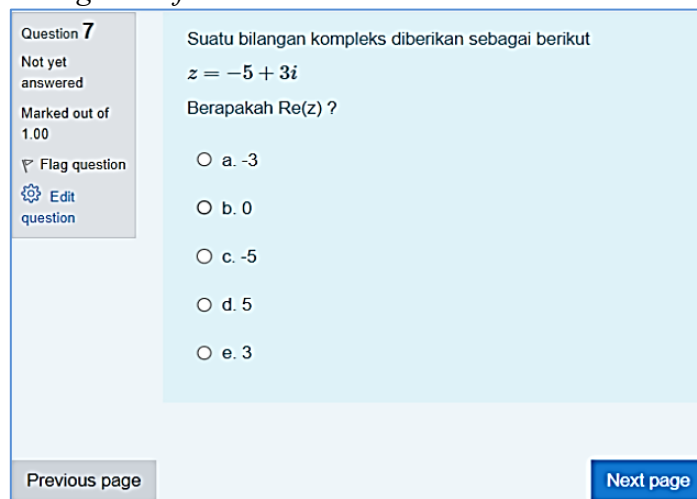 Question 7
Not yet
answered
Marked out of
1.00
Flag question
Edit
question
Suatu bilangan kompleks diberikan sebagai berikut
z = −5 + 3i
Berapakah Re(z) ?
a. -3
b. 0
c. -5
d. 5
e. 3
Previous page
Next page